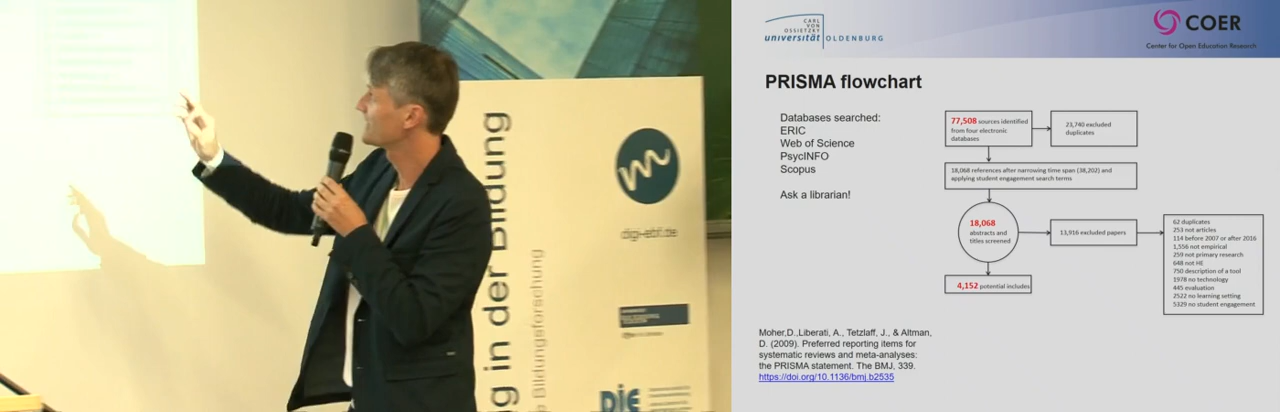 g in der Bildung
Bildungsforschung
digi-ebf.de
DIE
CARL
VON
OSSIETZKY
universität OLDENBURG
COER
Center for Open Education Research
PRISMA flowchart
Databases searched:
ERIC
Web of Science
PsycINFO
Scopus
Ask a librarian!
77,508 sources identified
from four electronic
databases
23,740 excluded
duplicates
18,068 references after narrowing time span (38,202) and
applying student engagement search terms
18,068
abstracts and
titles screened
13,916 excluded papers
62 duplicates
253 not articles
114 before 2007 or after 2016
1,556 not empirical
259 not primary research
648 not HE
750 description of a tool
1978 no technology
445 evaluation
2522 no learning setting
5329 no student engagement
4,152 potential includes
Moher,D.,Liberati, A., Tetzlaff, J., & Altman,
D. (2009). Preferred reporting items for
systematic reviews and meta-analyses:
the PRISMA statement. The BMJ, 339.
https://doi.org/10.1136/bmj.b2535